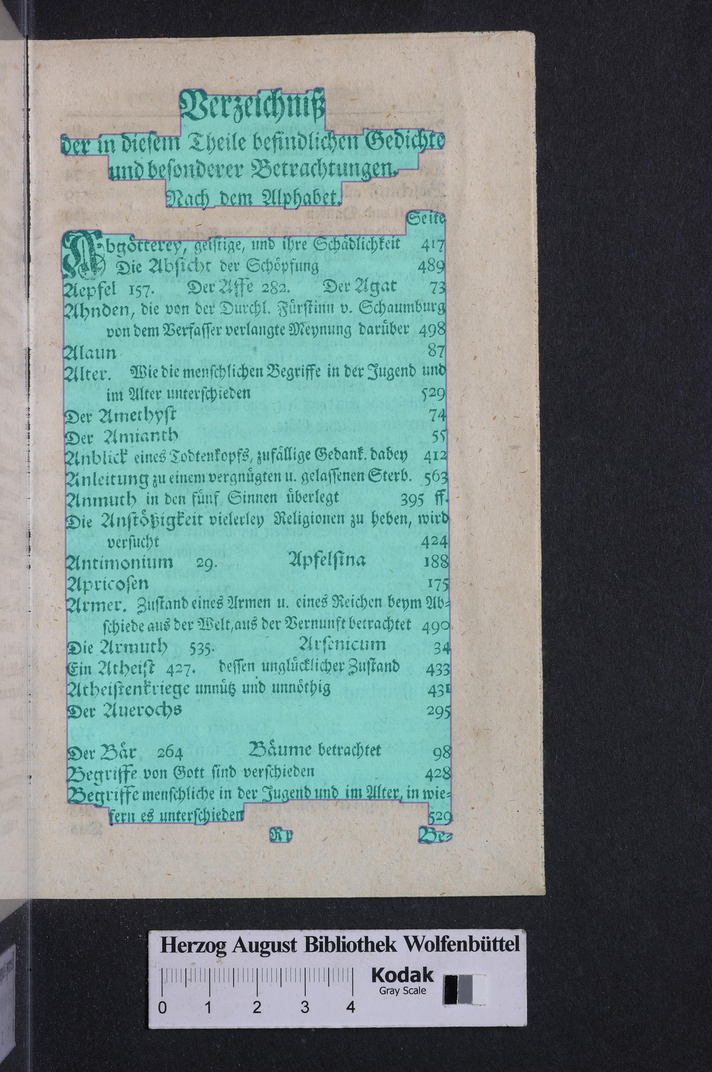 Verzeichniß
der in diesem Theile befindlichen Gedichte
und besonderer Betrachtungen.
Nach dem Alphabet.
Seite
Abgötterey, geistige, und ihre Schädlichkeit 417
Die Absicht der Schöpfung 489
Aepfel 157. Der Affe 282. Der Agat 73
Ahnden, die von der Durchl. Fürstinn v. Schaumburg
von dem Verfasser verlangte Meynung darüber 498
Alaun 87
Alter. Wie die menschlichen Begriffe in der Jugend und
im Alter unterschieden 529
Der Amethyst 74
Der Amianth 55
Anblick eines Todtenkopfs, zufällige Gedank. dabey 412
Anleitung zu einem vergnügten u. gelassenen Sterb. 563
Anmuth in den fünf Sinnen überlegt 395 ff.
Die Anstößigkeit vielerley Religionen zu heben, wird
versucht 424
Antimonium 29. Apfelsina 188
Apricosen 175
Armer. Zustand eines Armen u. eines Reichen beym Ab-
schiede aus der Welt, aus der Vernunft betrachtet 490
Die Armuth 535. Arsenicum 34
Ein Atheist 427. dessen unglücklicher Zustand 433
Atheistenkriege unnütz und unnöthig 431
Der Auerochs 295
Der Bär 264 Bäume betrachtet 98
Begriffe von Gott sind verschieden 428
Begriffe menschliche in der Jugend und im Alter, in wie-
fern es unterschieden 529
Be-
Herzog August Bibliothek Wolfenbüttel
Kodak
Gray Scale
0 1 2 3 4